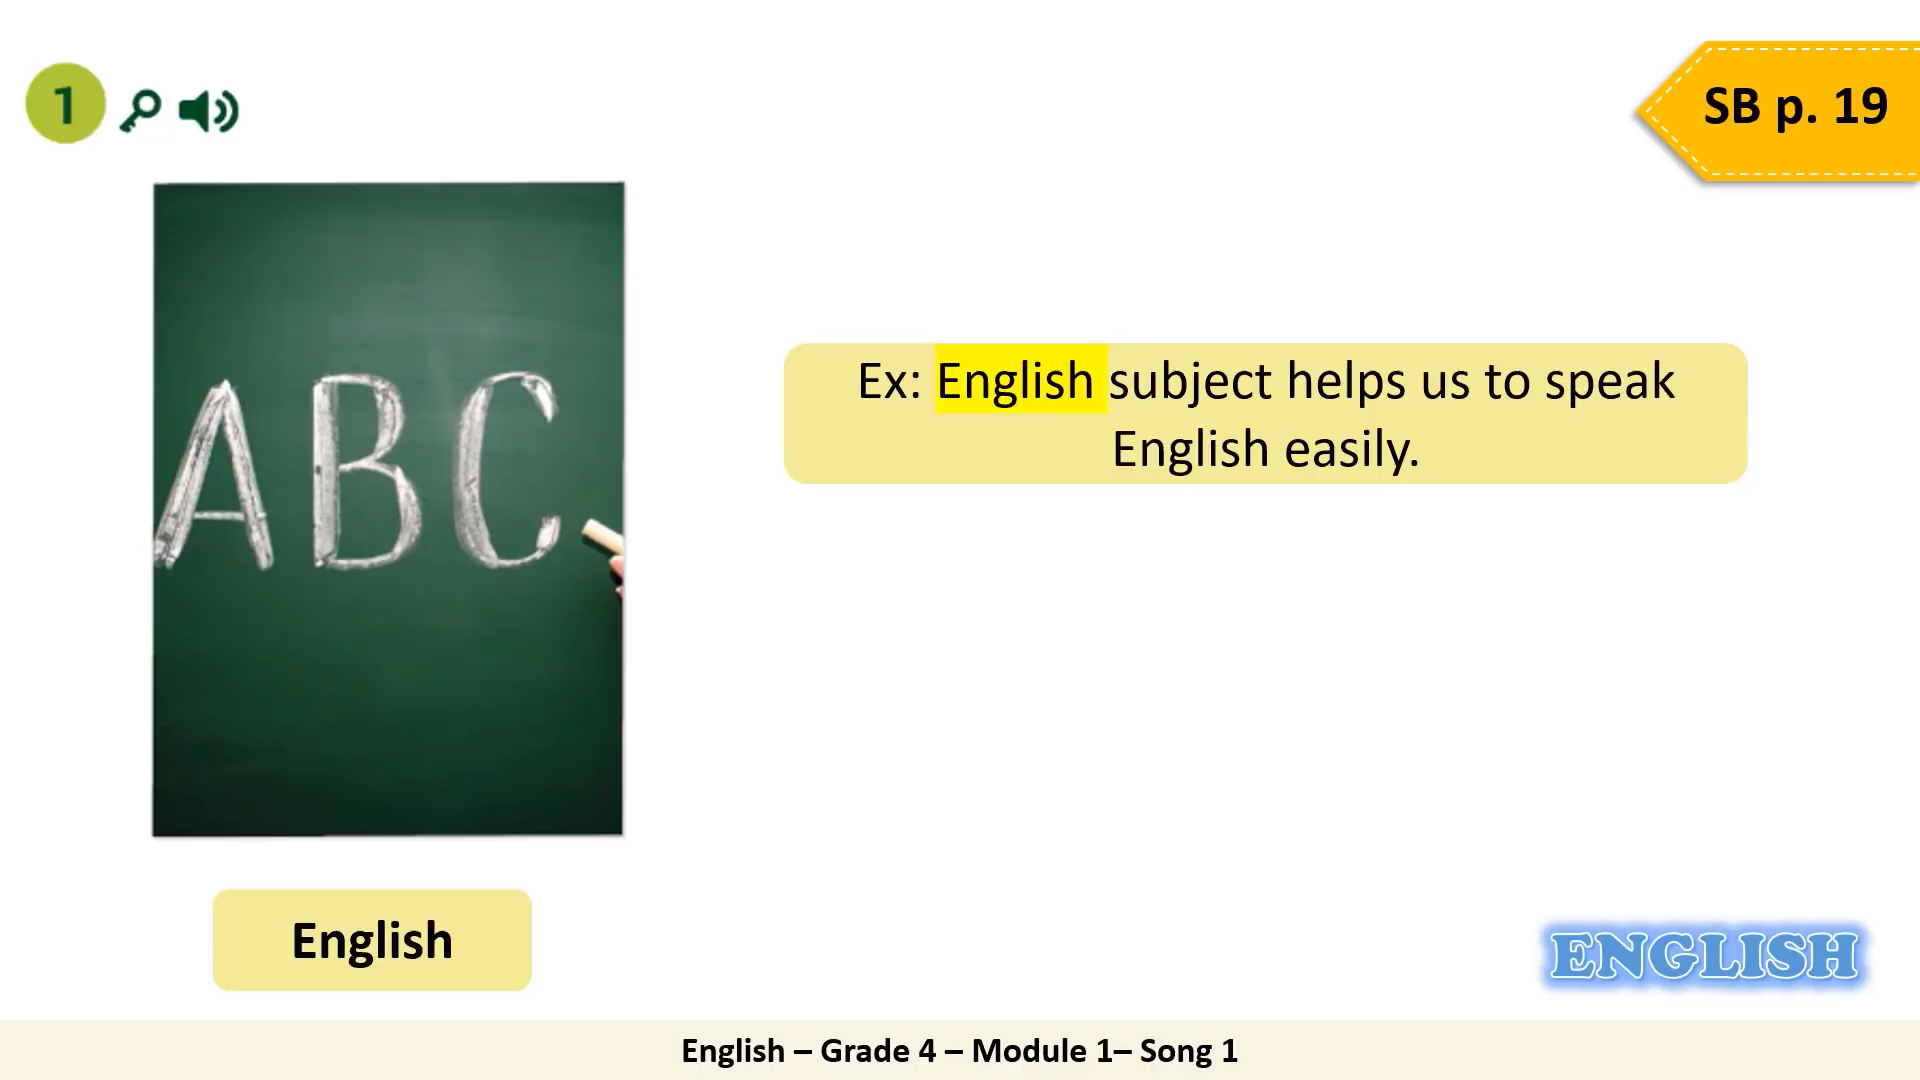 1
SB p. 19
ABC
Ex: English subject helps us to speak
English easily.
English
ENGLISH
English – Grade 4 – Module 1– Song 1